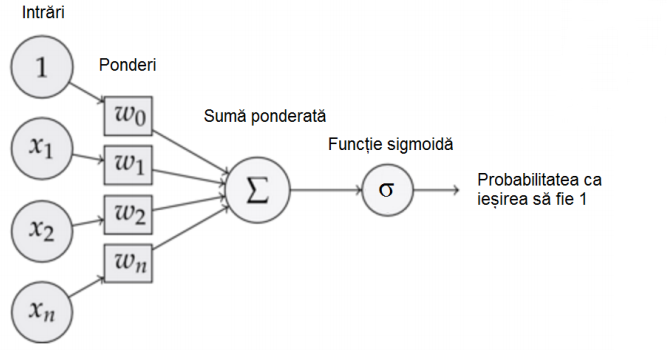 Intrări
1
Ponderi
w0
Sumă ponderată
x1
w1
Funcție sigmoidă
Σ
σ
Probabilitatea ca
ieșirea să fie 1
x2
w2
wn
xn